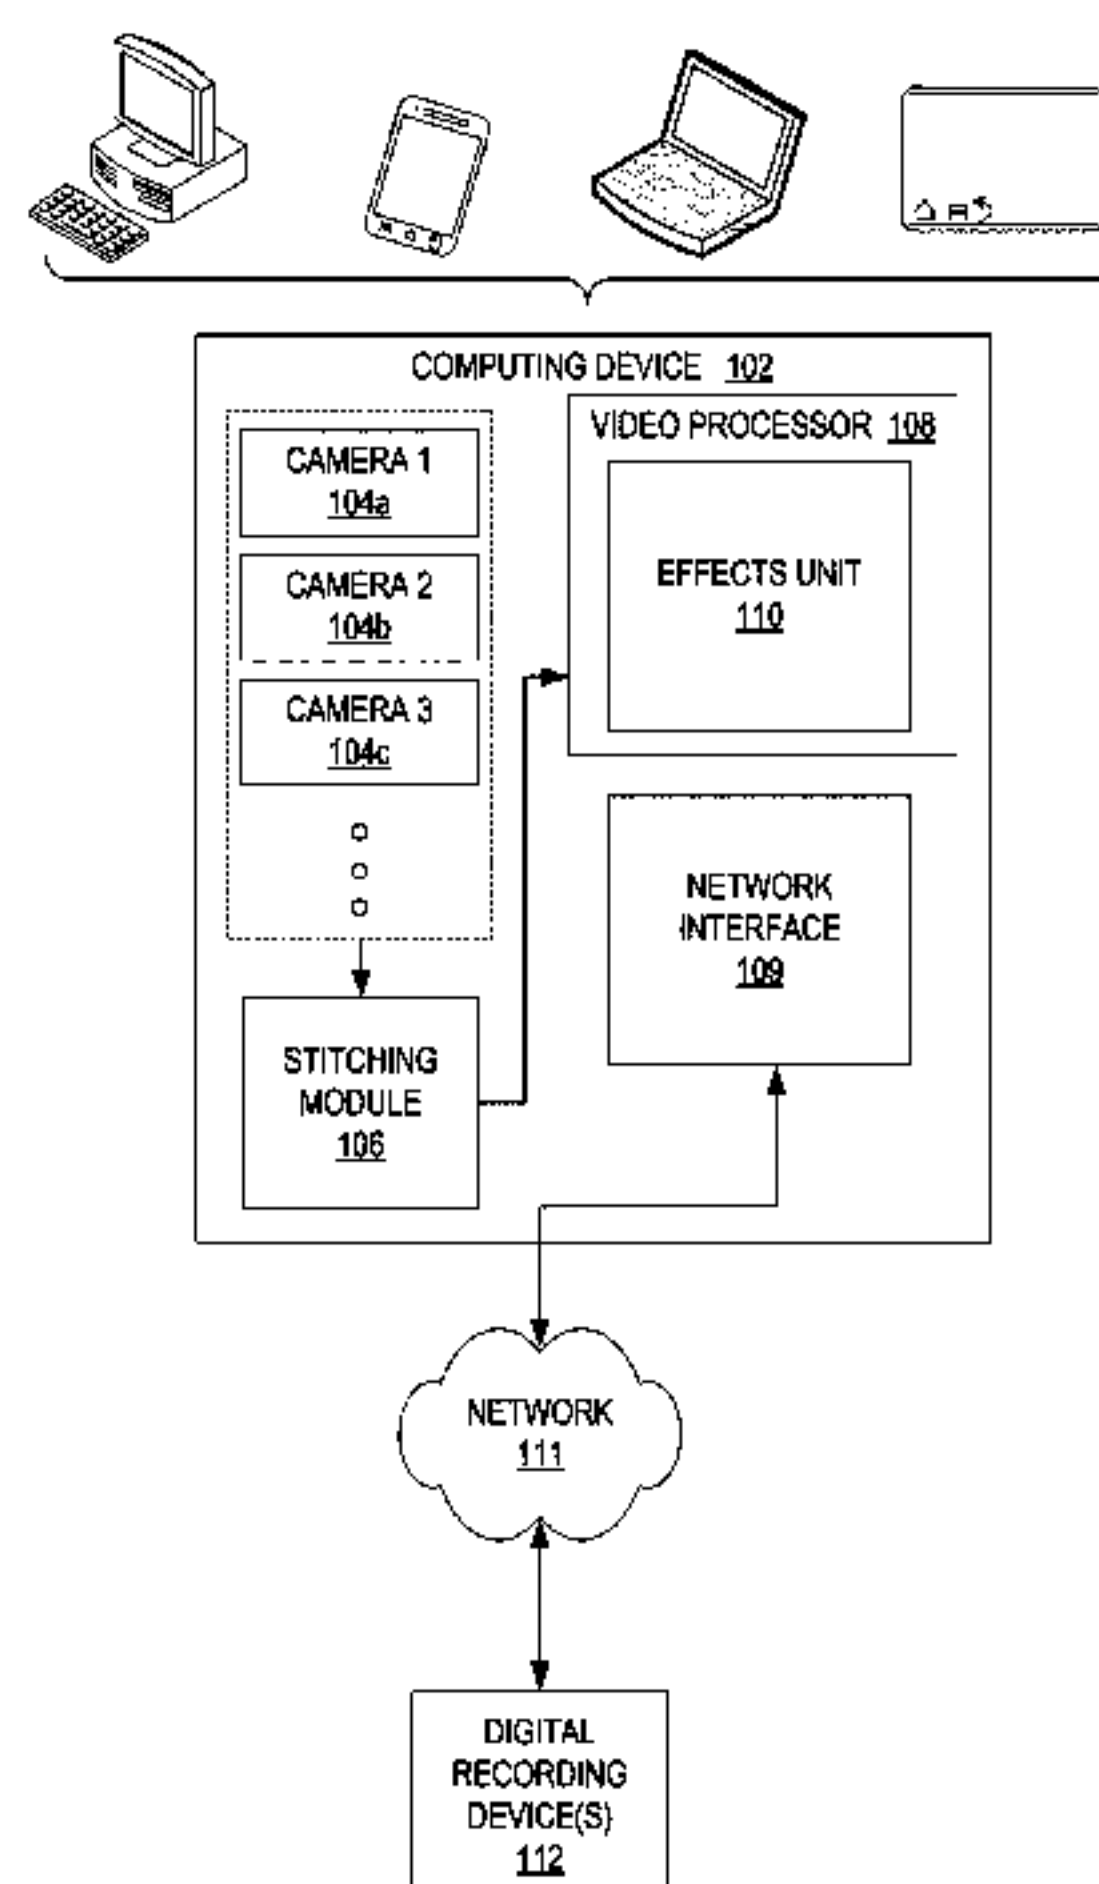 COMPUTING DEVICE 102
CAMERA 1
104a
CAMERA 2
104b
CAMERA 3
104c
STITCHING
MODULE
106
VIDEO PROCESSOR 108
EFFECTS UNIT
110
NETWORK
INTERFACE
109
NETWORK
111
DIGITAL
RECORDING
DEVICE(S)
112